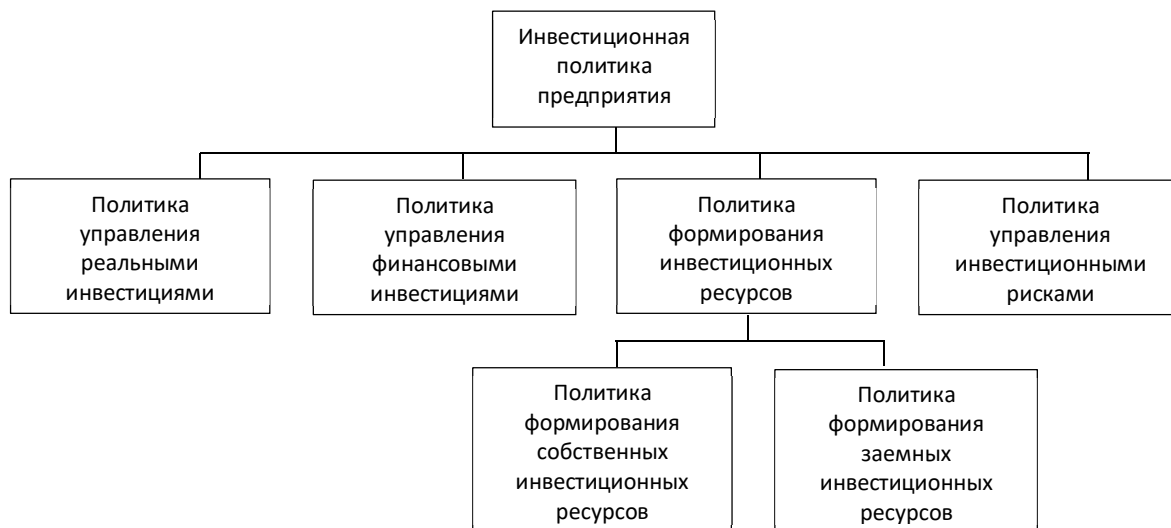 Инвестиционная
политика
предприятия
Политика
управления
реальными
инвестициями
Политика
управления
финансовыми
инвестициями
Политика
формирования
инвестиционных
ресурсов
Политика
управления
инвестиционными
рисками
Политика
формирования
собственных
инвестиционных
ресурсов
Политика
формирования
заемных
инвестиционных
ресурсов